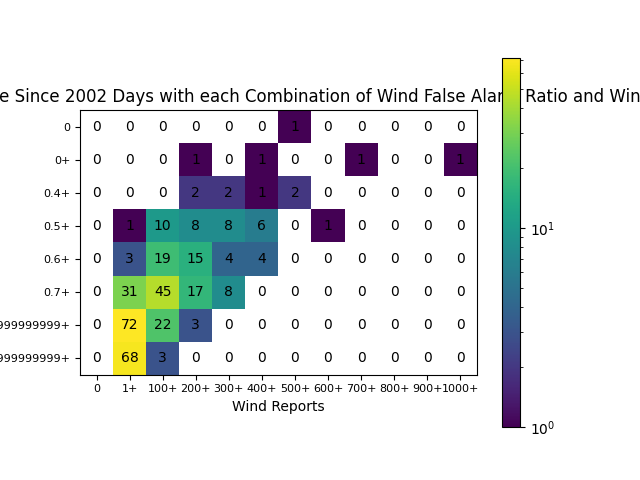 e Since 2002 Days with each Combination of Wind False Alarm Ratio and Win
0 0 0 0 0 0 0 1 0 0 0 0 0
0+ 0 0 0 1 0 1 0 0 1 0 0 1
0.4+ 0 0 0 2 2 1 2 0 0 0 0 0
0.5+ 0 1 10 8 8 6 0 1 0 0 0 0
0.6+ 0 3 19 15 4 4 0 0 0 0 0 0
0.7+ 0 31 45 17 8 0 0 0 0 0 0 0
999999999+ 0 72 22 3 0 0 0 0 0 0 0 0
999999999+ 0 68 3 0 0 0 0 0 0 0 0 0
0 1+ 100+ 200+ 300+ 400+ 500+ 600+ 700+ 800+ 900+ 1000+
Wind Reports
10¹
10⁰